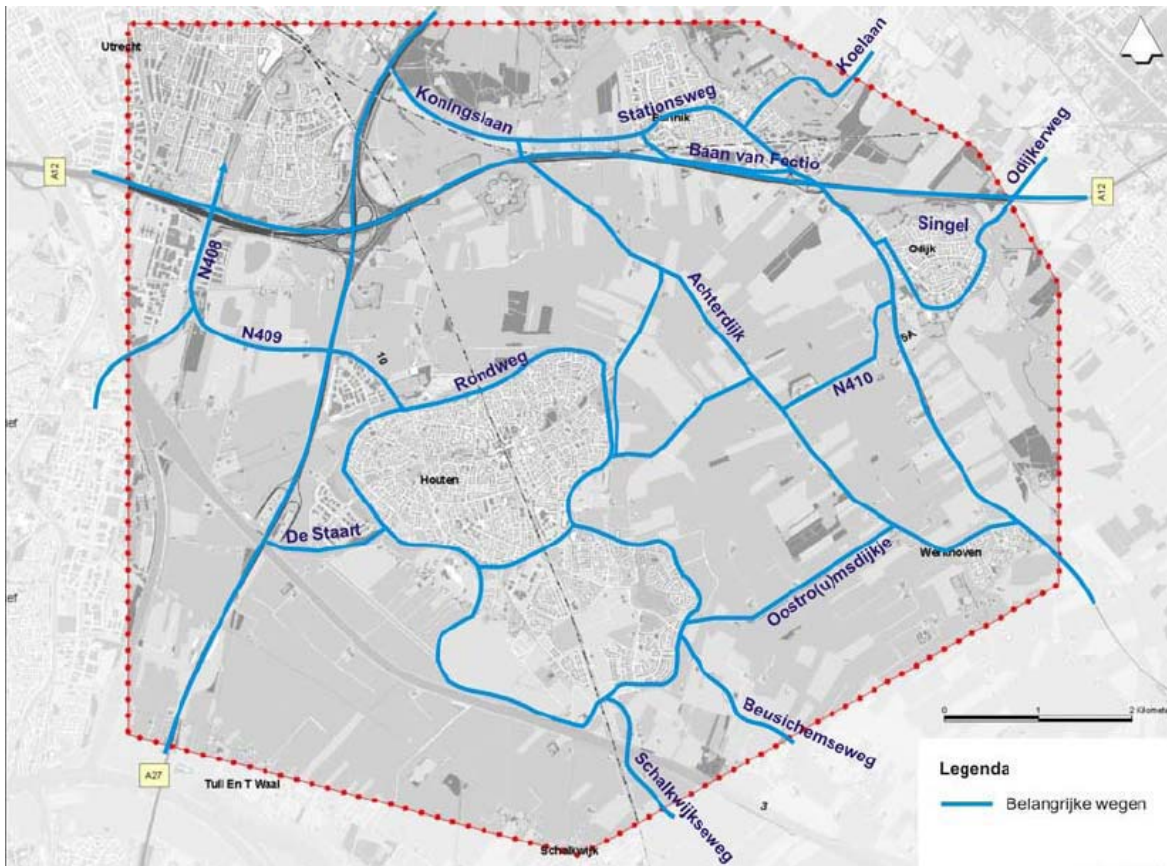 Utrecht
Koelaan
Stationsweg
Bunnik
Koningslaan
Baan van Fectio
Odijkerweg
A12
A12
Singel
Odijk
N408
Achterdijk
N409
10
5A
Rondweg
N410
Houten
De Staart
Werkhoven
Oostro(u)msdijkje
Beusichemseweg
0 1 2 Kilomete
A27
Tull En T Waal
Schalkwijkseweg
3
Schalkwijk
Legenda
Belangrijke wegen